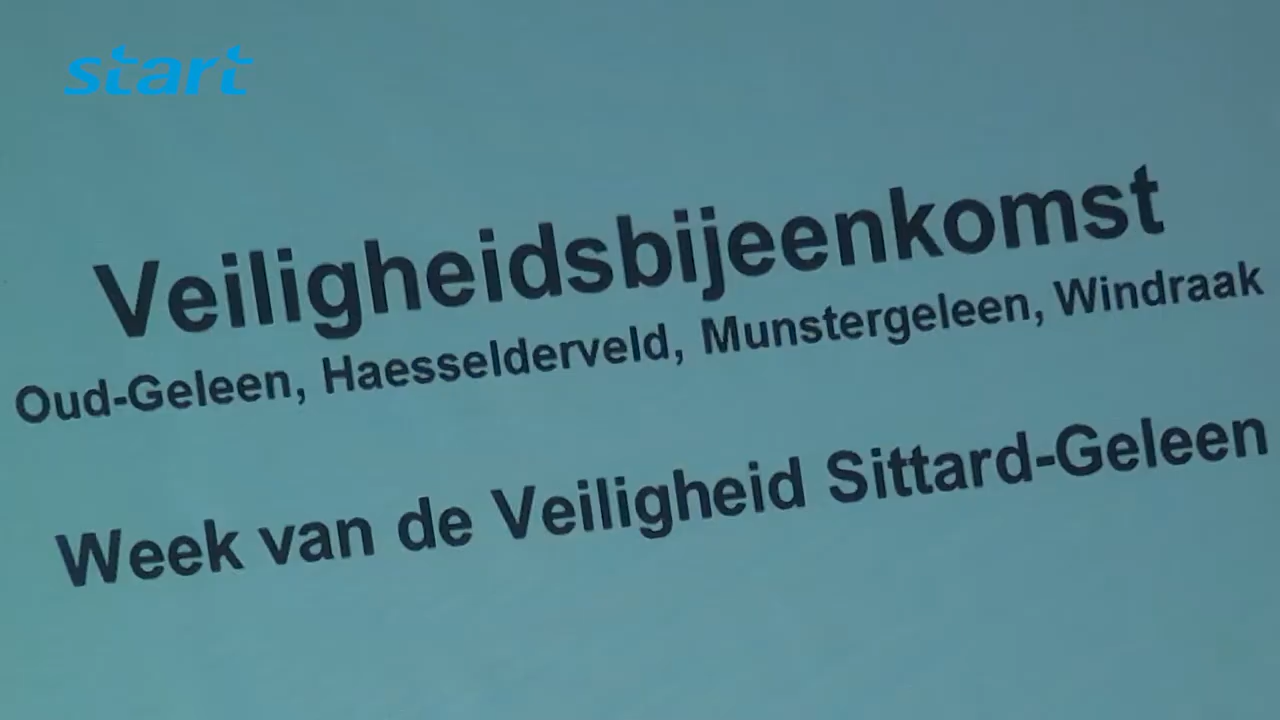 start
Veiligheidsbijeenkomst
Oud-Geleen, Haesselderveld, Munstergeleen, Windraak
Week van de Veiligheid Sittard-Geleen